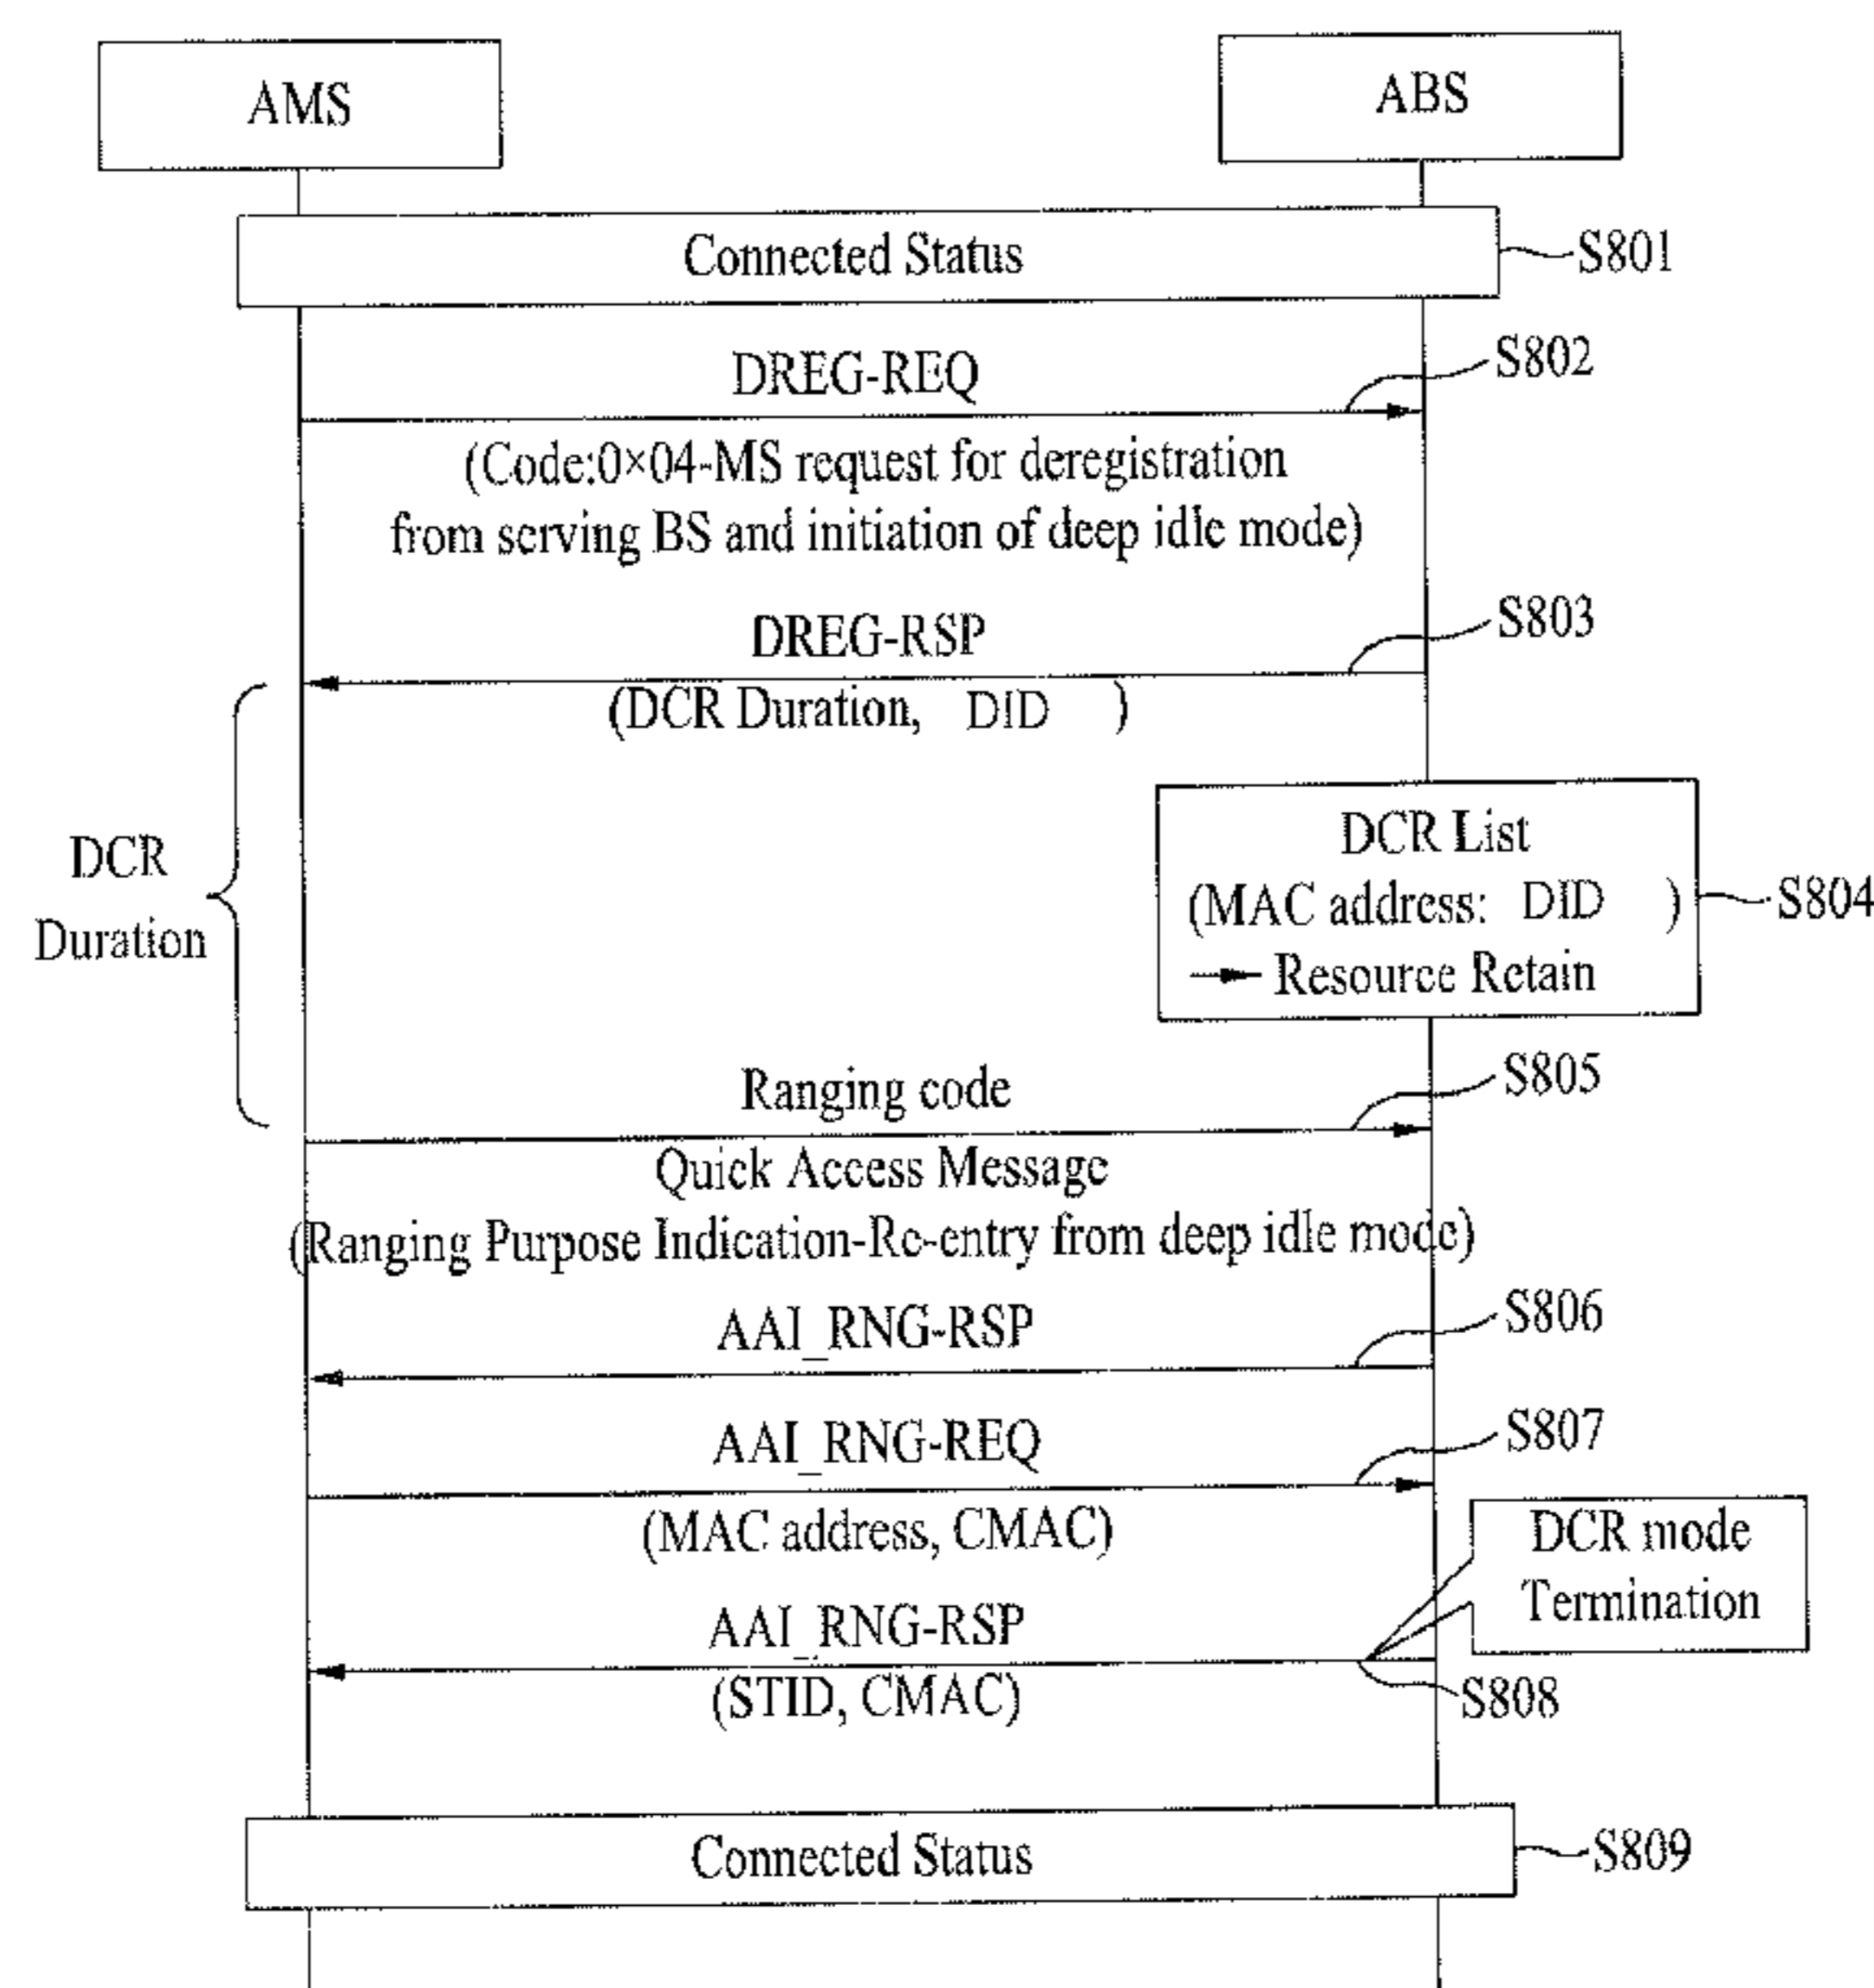 AMS
ABS
Connected Status
S801
DREG-REQ
S802
(Code:0×04-MS request for deregistration
from serving BS and initiation of deep idle mode)
DREG-RSP
S803
(DCR Duration, DID )
DCR
Duration
DCR List
(MAC address: DID )
Resource Retain
S804
Ranging code
S805
Quick Access Message
(Ranging Purpose Indication-Re-entry from deep idle mode)
AAI_RNG-RSP
S806
AAI_RNG-REQ
S807
(MAC address, CMAC)
DCR mode
Termination
AAI_RNG-RSP
(STID, CMAC)
S808
Connected Status
S809